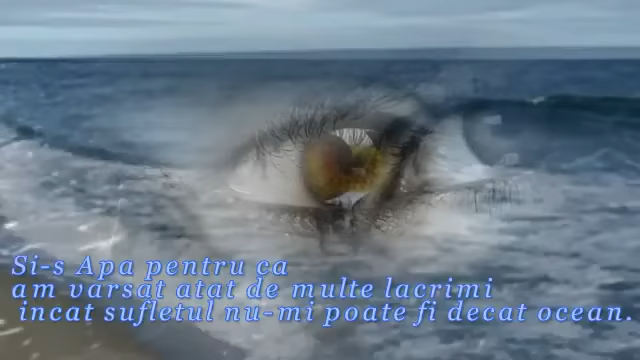 Si-s Apa pentru ca
am varsat atat de multe lacrimi
incat sufletul nu-mi poate fi decat ocean.